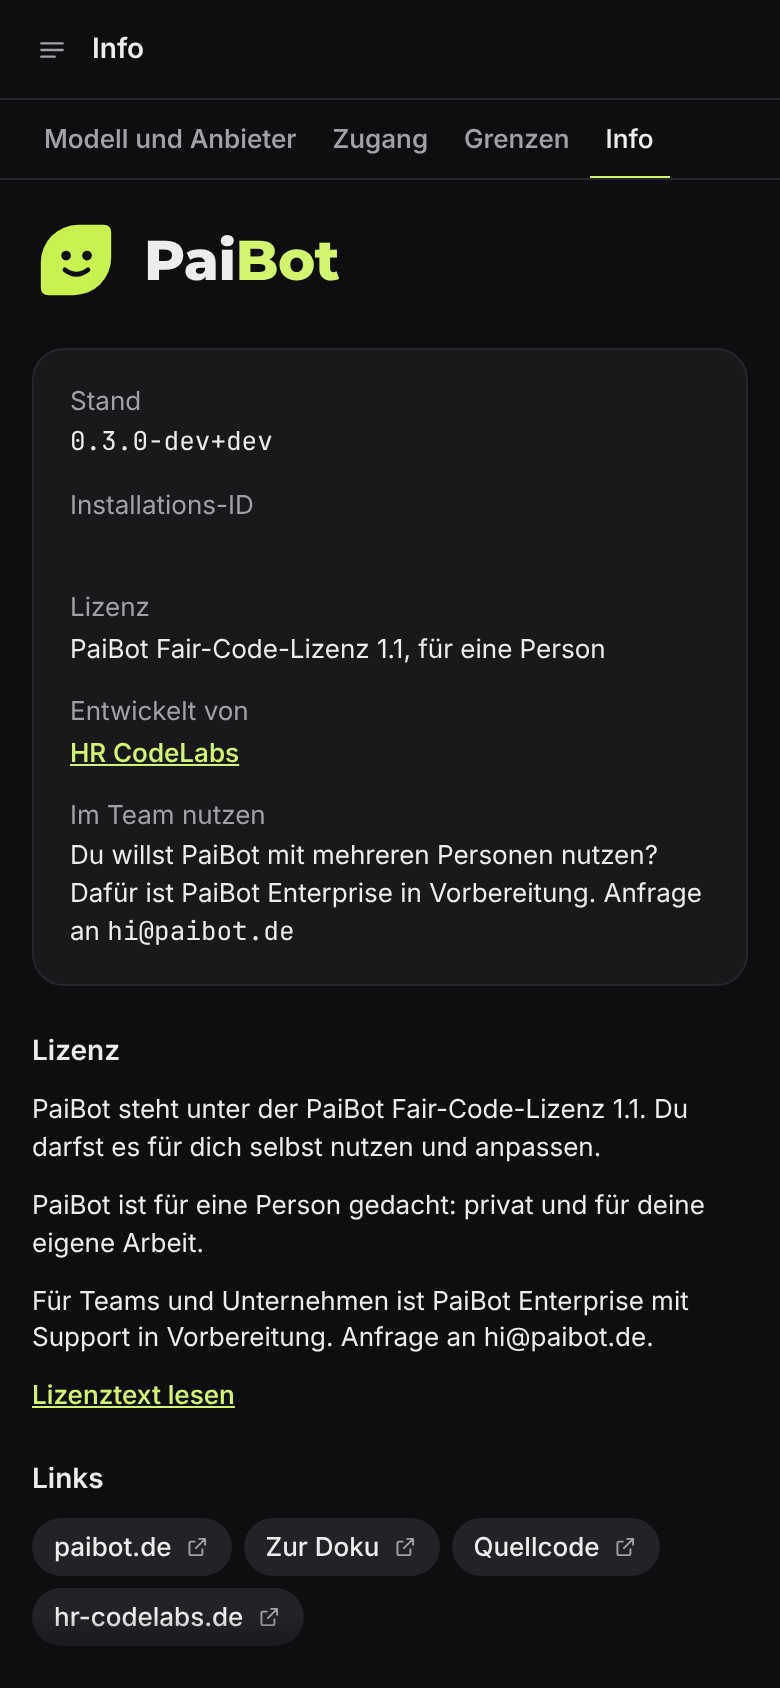 Info
Modell und Anbieter
Zugang
Grenzen
Info
PaiBot
Stand
0.3.0-dev+dev
Installations-ID
Lizenz
PaiBot Fair-Code-Lizenz 1.1, für eine Person
Entwickelt von
HR CodeLabs
Im Team nutzen
Du willst PaiBot mit mehreren Personen nutzen?
Dafür ist PaiBot Enterprise in Vorbereitung. Anfrage
an hi@paibot.de
Lizenz
PaiBot steht unter der PaiBot Fair-Code-Lizenz 1.1. Du
darfst es für dich selbst nutzen und anpassen.
PaiBot ist für eine Person gedacht: privat und für deine
eigene Arbeit.
Für Teams und Unternehmen ist PaiBot Enterprise mit
Support in Vorbereitung. Anfrage an hi@paibot.de.
Lizenztext lesen
Links
paibot.de
Zur Doku
Quellcode
hr-codelabs.de